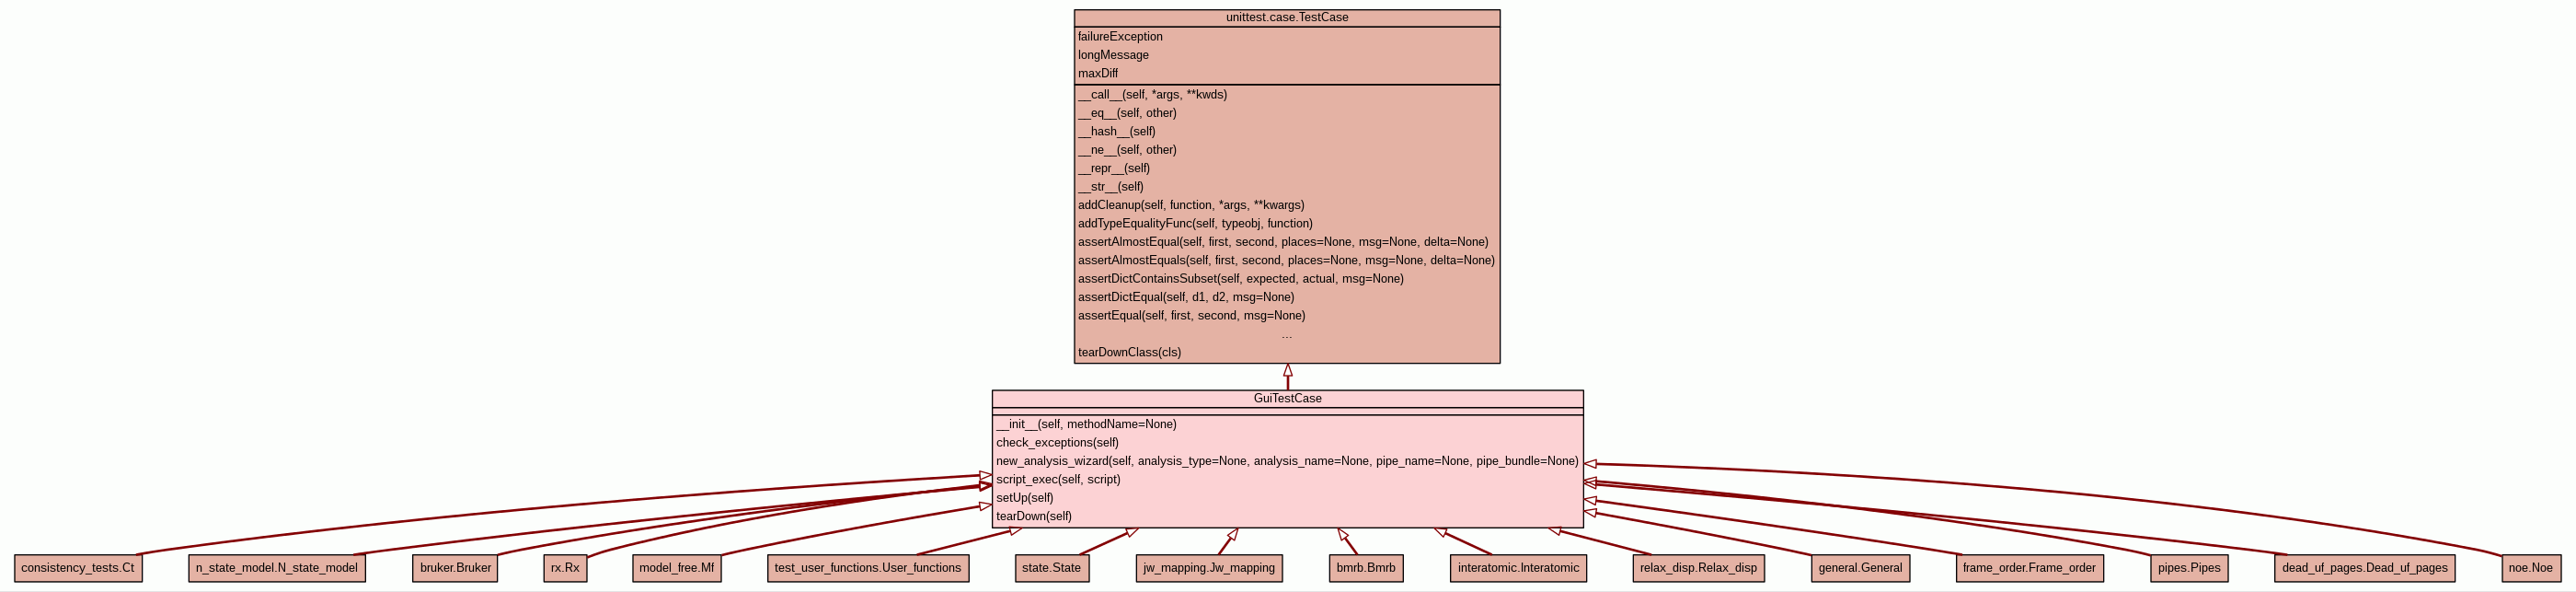 unittest.case.TestCase
failureException
longMessage
maxDiff
__call__(self, *args, **kwds)
__eq__(self, other)
__hash__(self)
__ne__(self, other)
__repr__(self)
__str__(self)
addCleanup(self, function, *args, **kwargs)
addTypeEqualityFunc(self, typeobj, function)
assertAlmostEqual(self, first, second, places=None, msg=None, delta=None)
assertAlmostEquals(self, first, second, places=None, msg=None, delta=None)
assertDictContainsSubset(self, expected, actual, msg=None)
assertDictEqual(self, d1, d2, msg=None)
assertEqual(self, first, second, msg=None)
...
tearDownClass(cls)
GuiTestCase
__init__(self, methodName=None)
check_exceptions(self)
new_analysis_wizard(self, analysis_type=None, analysis_name=None, pipe_name=None, pipe_bundle=None)
script_exec(self, script)
setUp(self)
tearDown(self)
consistency_tests.Ct
n_state_model.N_state_model
bruker.Bruker
rx.Rx
model_free.Mf
test_user_functions.User_functions
state.State
jw_mapping.Jw_mapping
bmrb.Bmrb
interatomic.Interatomic
relax_disp.Relax_disp
general.General
frame_order.Frame_order
pipes.Pipes
dead_uf_pages.Dead_uf_pages
noe.Noe